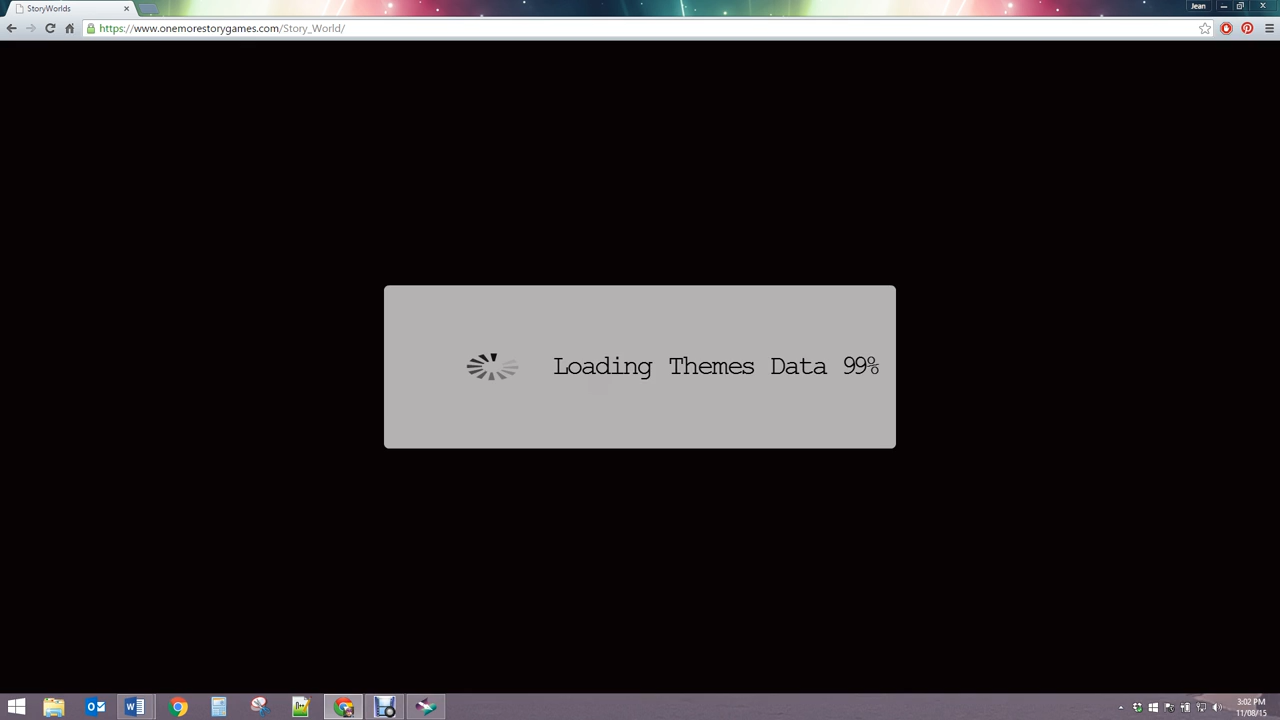 StoryWorlds
Jean
https://www.onemorestorygames.com/Story_World/
Loading Themes Data 99%
3:02 PM
11/08/15